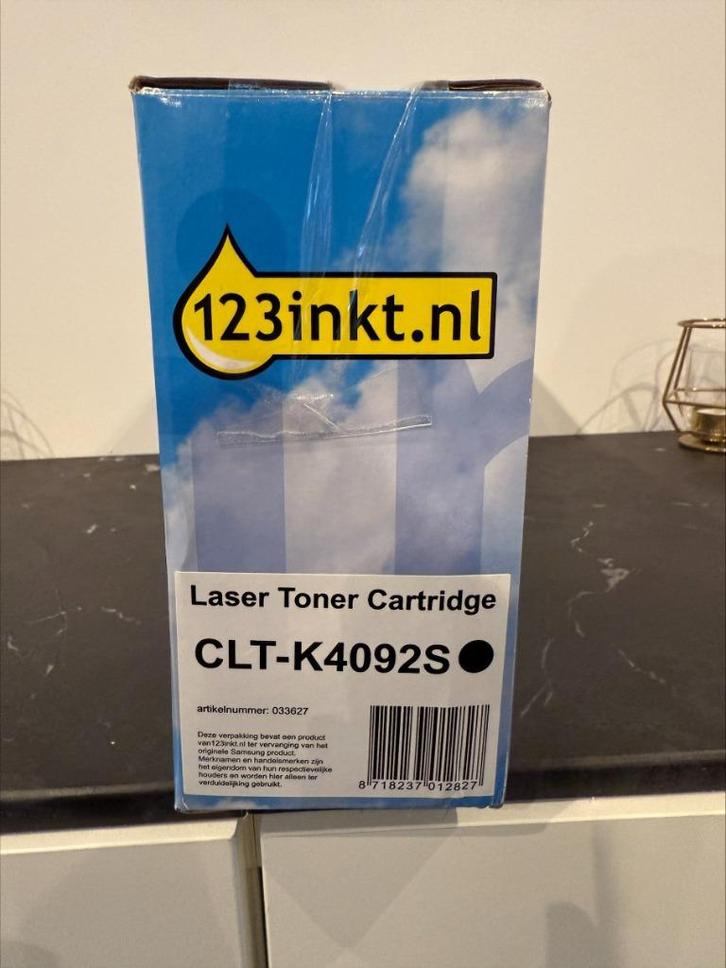 123inkt.nl
Laser Toner Cartridge
CLT-K4092S
artikelnummer: 033627
Deze verpakking bevat een product
van123inkt.nl ter vervanging van het
originele Samsung product.
Merknamen en handelsmerken zijn
het eigendom van hun respectievelijke
houders en worden hier alleen ter
verduidelijking gebruikt.
8 718237 012827